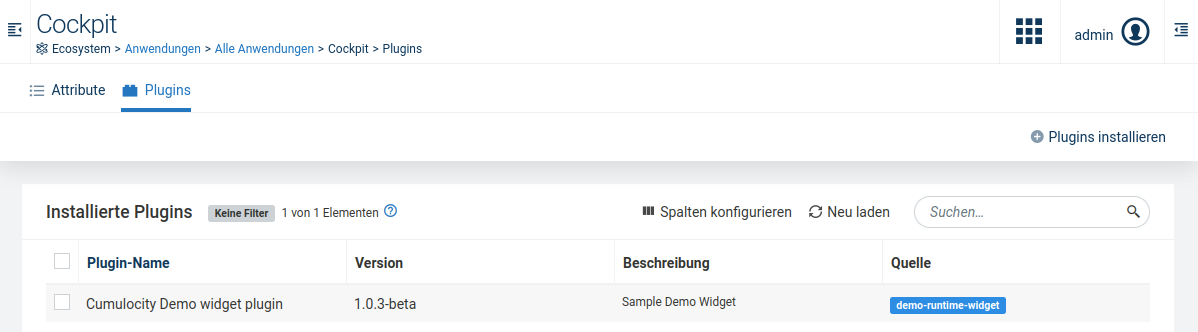 Cockpit
Ecosystem > Anwendungen > Alle Anwendungen > Cockpit > Plugins
admin
Attribute
Plugins
Plugins installieren
Installierte Plugins Keine Filter 1 von 1 Elementen ?
Spalten konfigurieren Neu laden Suchen…
Plugin-Name Version Beschreibung Quelle
Cumulocity Demo widget plugin 1.0.3-beta Sample Demo Widget demo-runtime-widget